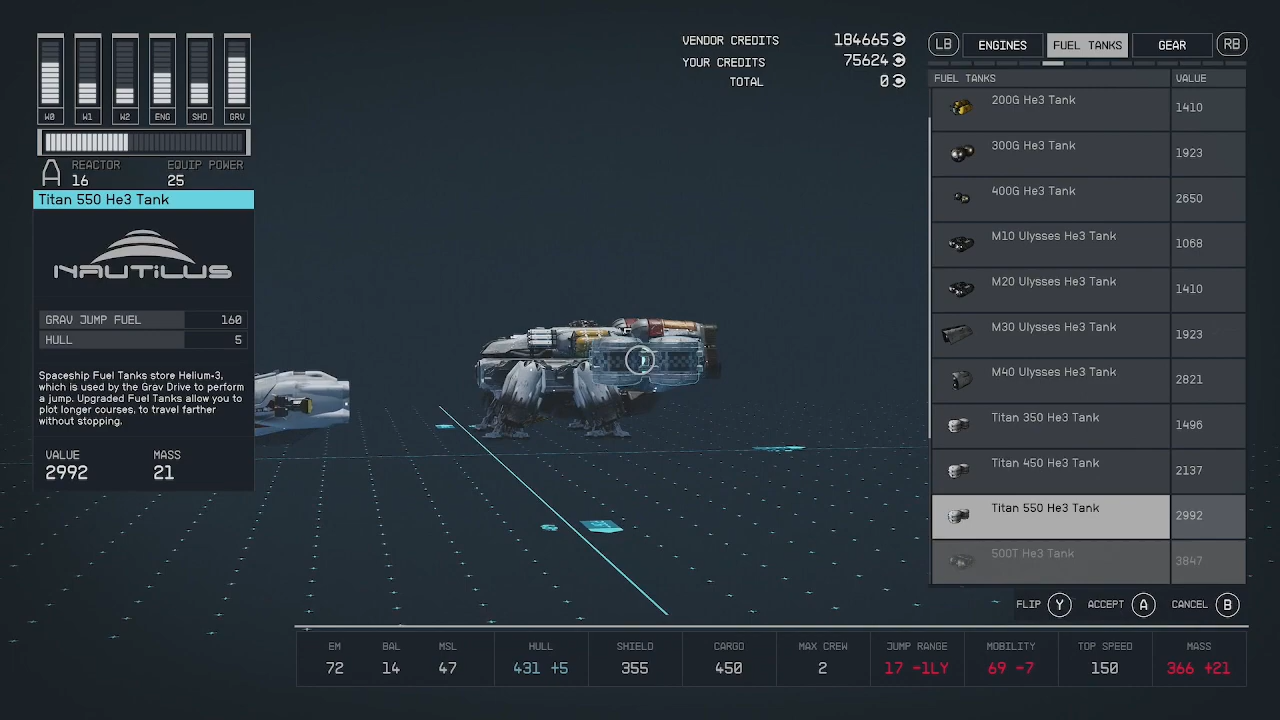 VENDOR CREDITS 184665
YOUR CREDITS 75624
TOTAL 0
LB ENGINES FUEL TANKS GEAR RB
FUEL TANKS VALUE
200G He3 Tank 1410
300G He3 Tank 1923
400G He3 Tank 2650
M10 Ulysses He3 Tank 1068
M20 Ulysses He3 Tank 1410
M30 Ulysses He3 Tank 1923
M40 Ulysses He3 Tank 2821
Titan 350 He3 Tank 1496
Titan 450 He3 Tank 2137
Titan 550 He3 Tank 2992
500T He3 Tank 3847
FLIP Y ACCEPT A CANCEL B
W0 W1 W2 ENG SHD GRV
A REACTOR EQUIP POWER
16 25
Titan 550 He3 Tank
NAUTILUS
GRAV JUMP FUEL 160
HULL 5
Spaceship Fuel Tanks store Helium-3,
which is used by the Grav Drive to perform
a jump. Upgraded Fuel Tanks allow you to
plot longer courses, to travel farther
without stopping.
VALUE MASS
2992 21
EM BAL MSL HULL SHIELD CARGO MAX CREW JUMP RANGE MOBILITY TOP SPEED MASS
72 14 47 431 +5 355 450 2 17 -1LY 69 -7 150 366 +21